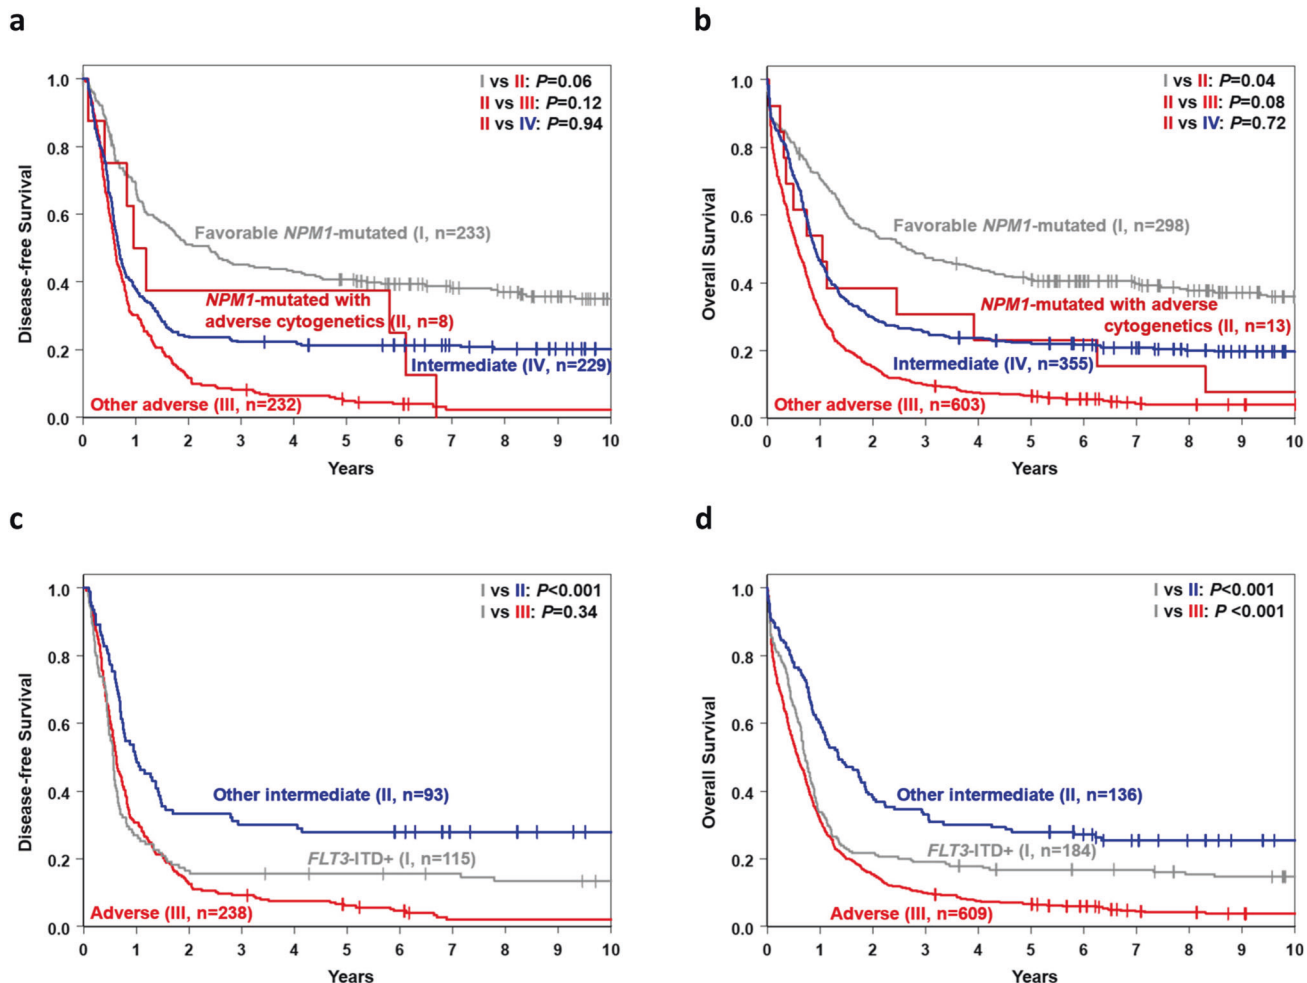 a
I vs II: P=0.06
II vs III: P=0.12
II vs IV: P=0.94
Disease-free Survival
1.0
0.8
0.6
0.4
0.2
0.0
Favorable NPM1-mutated (I, n=233)
NPM1-mutated with
adverse cytogenetics (II, n=8)
Intermediate (IV, n=229)
Other adverse (III, n=232)
0 1 2 3 4 5 6 7 8 9 10
Years
b
I vs II: P=0.04
II vs III: P=0.08
II vs IV: P=0.72
Overall Survival
1.0
0.8
0.6
0.4
0.2
0.0
Favorable NPM1-mutated (I, n=298)
NPM1-mutated with adverse
cytogenetics (II, n=13)
Intermediate (IV, n=355)
Other adverse (III, n=603)
0 1 2 3 4 5 6 7 8 9 10
Years
c
I vs II: P<0.001
I vs III: P=0.34
Disease-free Survival
1.0
0.8
0.6
0.4
0.2
0.0
Other intermediate (II, n=93)
FLT3-ITD+ (I, n=115)
Adverse (III, n=238)
0 1 2 3 4 5 6 7 8 9 10
Years
d
I vs II: P<0.001
I vs III: P <0.001
Overall Survival
1.0
0.8
0.6
0.4
0.2
0.0
Other intermediate (II, n=136)
FLT3-ITD+ (I, n=184)
Adverse (III, n=609)
0 1 2 3 4 5 6 7 8 9 10
Years